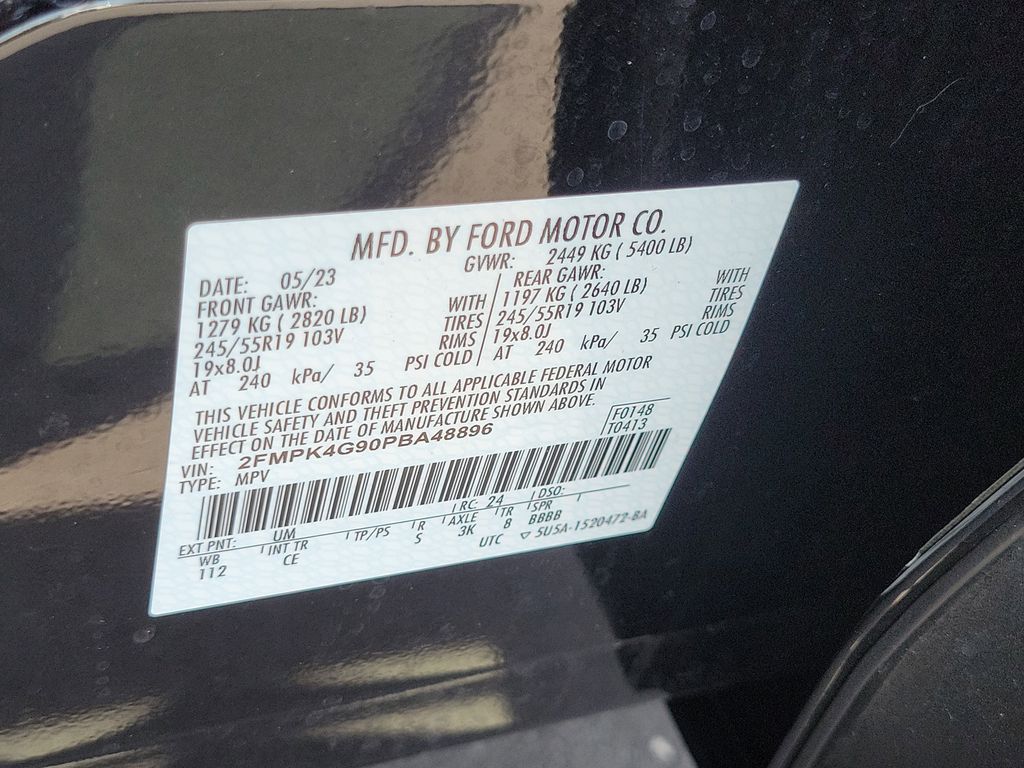 MFD. BY FORD MOTOR CO.
DATE: 05/23 GVWR: 2449 KG ( 5400 LB)
FRONT GAWR: REAR GAWR:
1279 KG ( 2820 LB) WITH 1197 KG ( 2640 LB) WITH
245/55R19 103V TIRES 245/55R19 103V TIRES
19x8.0J RIMS 19x8.0J RIMS
AT 240 kPa/ 35 PSI COLD AT 240 kPa/ 35 PSI COLD
THIS VEHICLE CONFORMS TO ALL APPLICABLE FEDERAL MOTOR
VEHICLE SAFETY AND THEFT PREVENTION STANDARDS IN
EFFECT ON THE DATE OF MANUFACTURE SHOWN ABOVE.
F0148
VIN: 2FMPK4G90PBA48896 T0413
TYPE: MPV
EXT PNT: UM RC: 24 DSO:
WB INT TR TP/PS R AXLE TR SPR
112 CE S 3K 8 BBBB
UTC ▽ 5U5A-1520472-BA